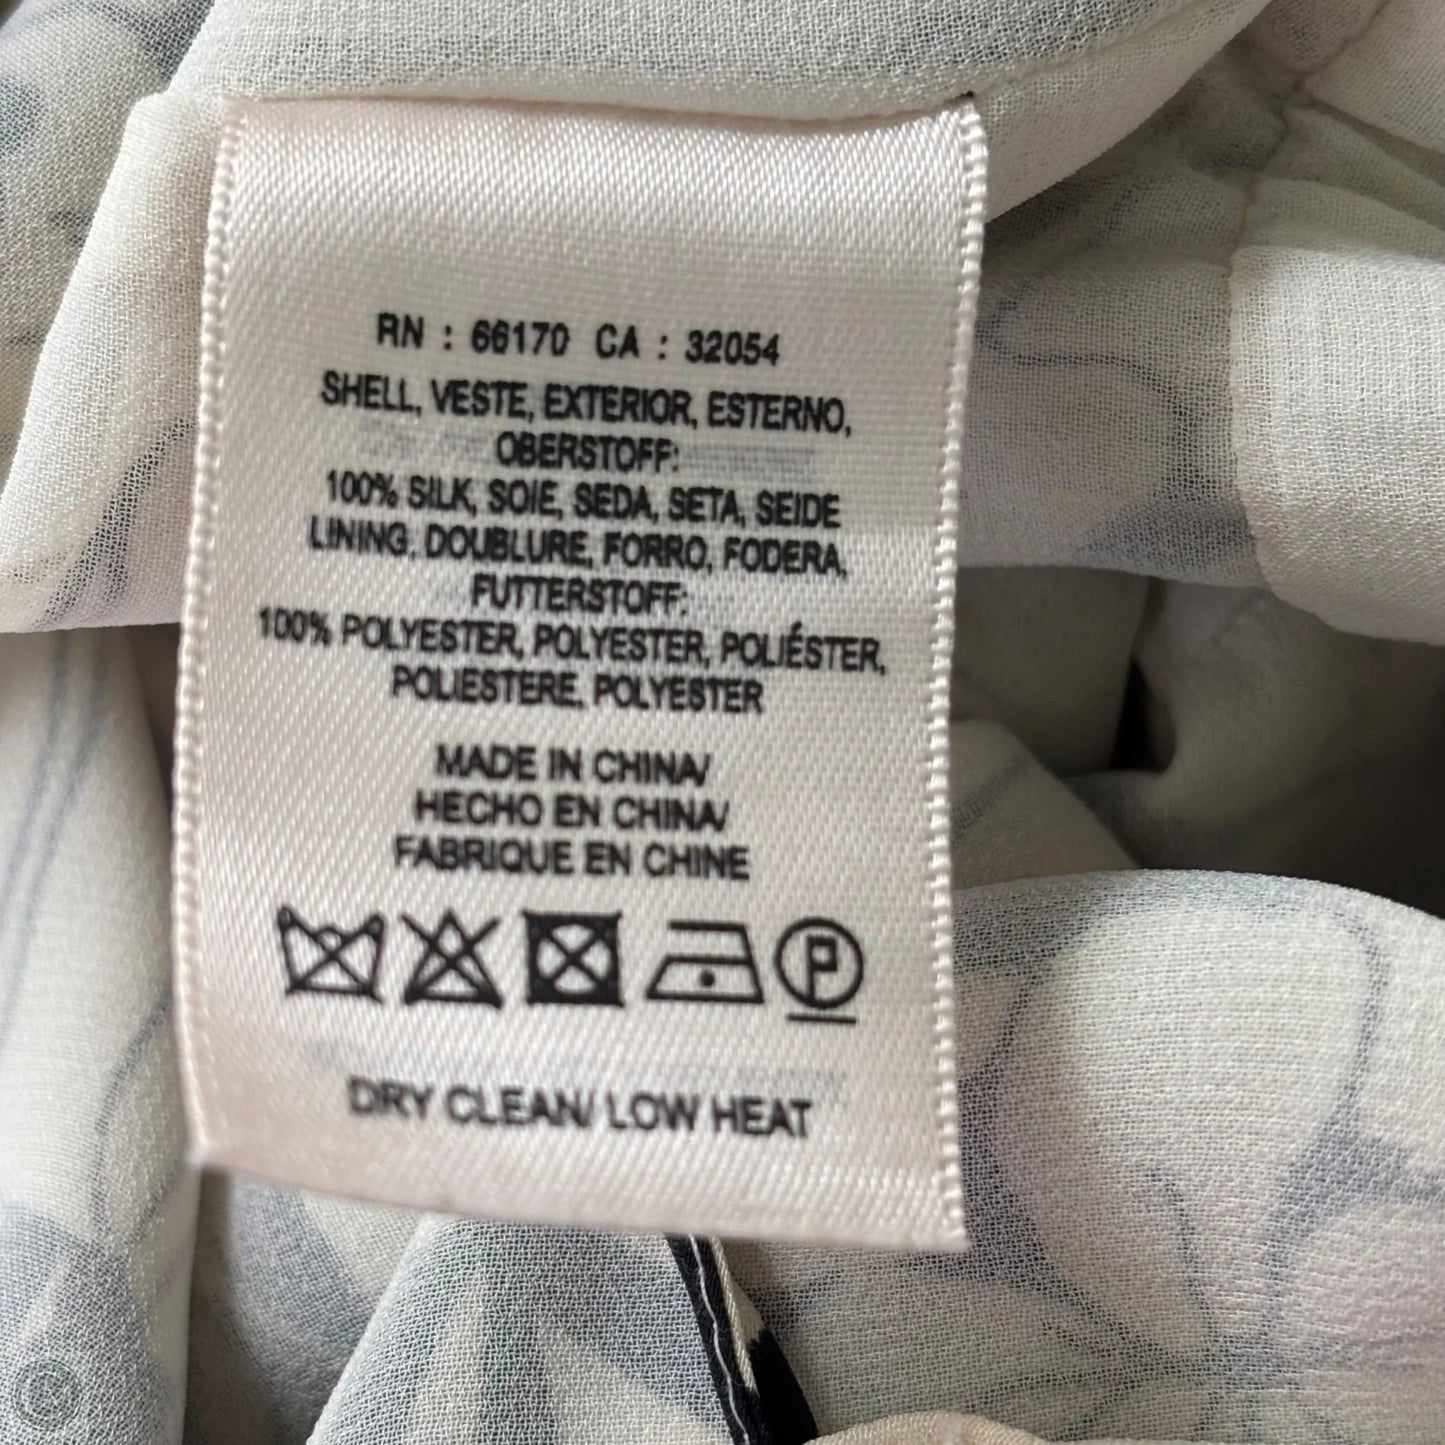 RN : 66170 CA : 32054
SHELL, VESTE, EXTERIOR, ESTERNO,
OBERSTOFF:
100% SILK, SOIE, SEDA, SETA, SEIDE
LINING. DOUBLURE, FORRO, FODERA,
FUTTERSTOFF:
100% POLYESTER, POLYESTER, POLIÉSTER,
POLIESTERE, POLYESTER
MADE IN CHINA/
HECHO EN CHINA/
FABRIQUE EN CHINE
P
DRY CLEAN/ LOW HEAT